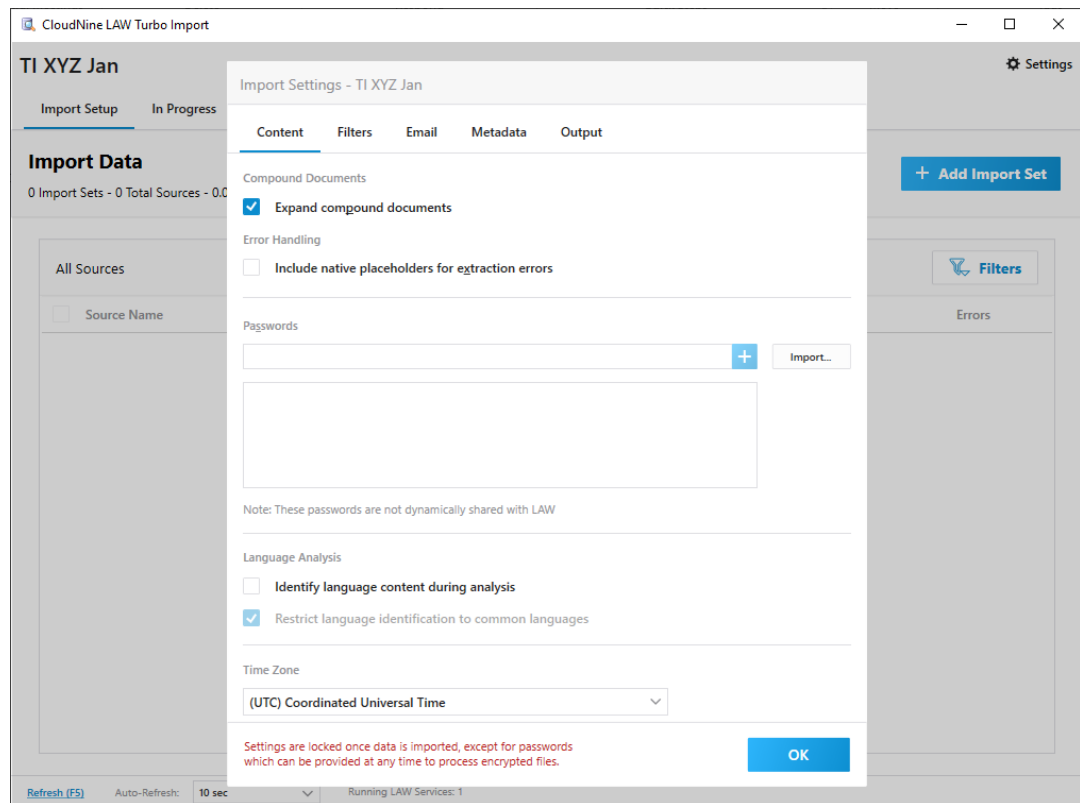 CloudNine LAW Turbo Import
TI XYZ Jan
Settings
Import Setup
In Progress
Import Data
0 Import Sets - 0 Total Sources - 0.0
+ Add Import Set
All Sources
Filters
Source Name
Errors
Import Settings - TI XYZ Jan
Content
Filters
Email
Metadata
Output
Compound Documents
Expand compound documents
Error Handling
Include native placeholders for extraction errors
Passwords
Import...
Note: These passwords are not dynamically shared with LAW
Language Analysis
Identify language content during analysis
Restrict language identification to common languages
Time Zone
(UTC) Coordinated Universal Time
Settings are locked once data is imported, except for passwords
which can be provided at any time to process encrypted files.
OK
Refresh (F5)
Auto-Refresh:
10 sec
Running LAW Services: 1